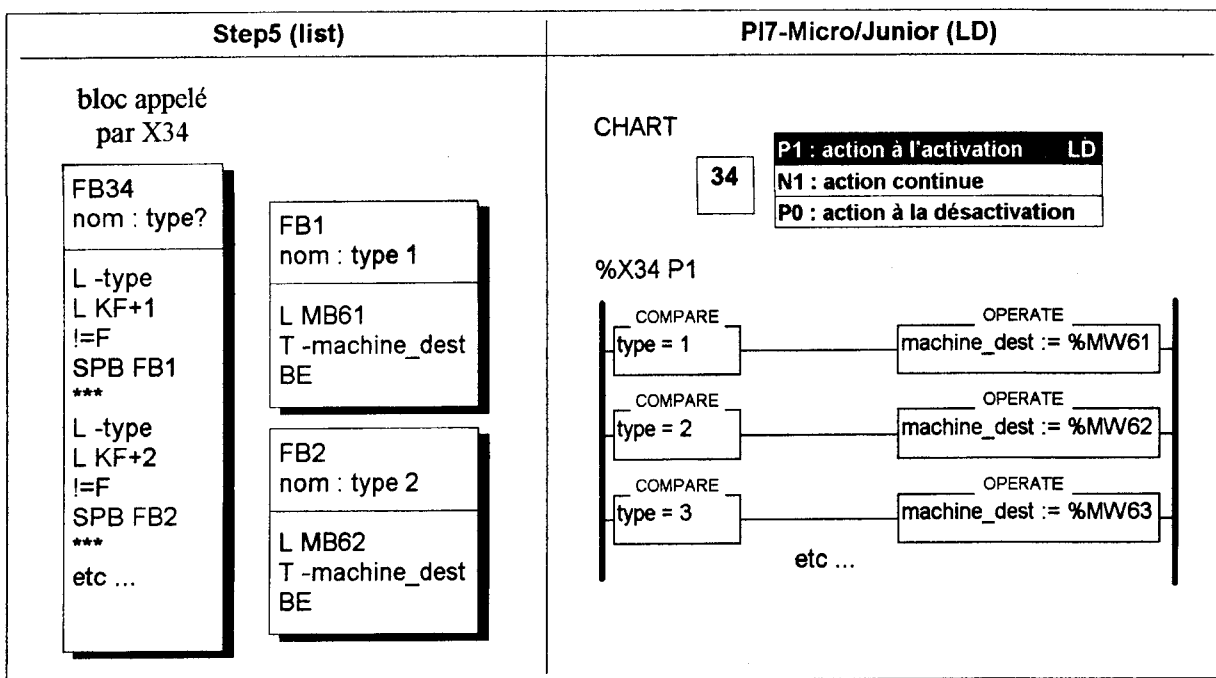 Step5 (list)
Pl7-Micro/Junior (LD)
bloc appelé
par X34
FB34
nom : type?
L -type
L KF+1
!=F
SPB FB1
***
L -type
L KF+2
!=F
SPB FB2
***
etc ...
FB1
nom : type 1
L MB61
T -machine_dest
BE
FB2
nom : type 2
L MB62
T -machine_dest
BE
CHART
34
P1 : action à l'activation LD
N1 : action continue
P0 : action à la désactivation
%X34 P1
COMPARE
type = 1
OPERATE
machine_dest := %MW61
COMPARE
type = 2
OPERATE
machine_dest := %MW62
COMPARE
type = 3
OPERATE
machine_dest := %MW63
etc ...